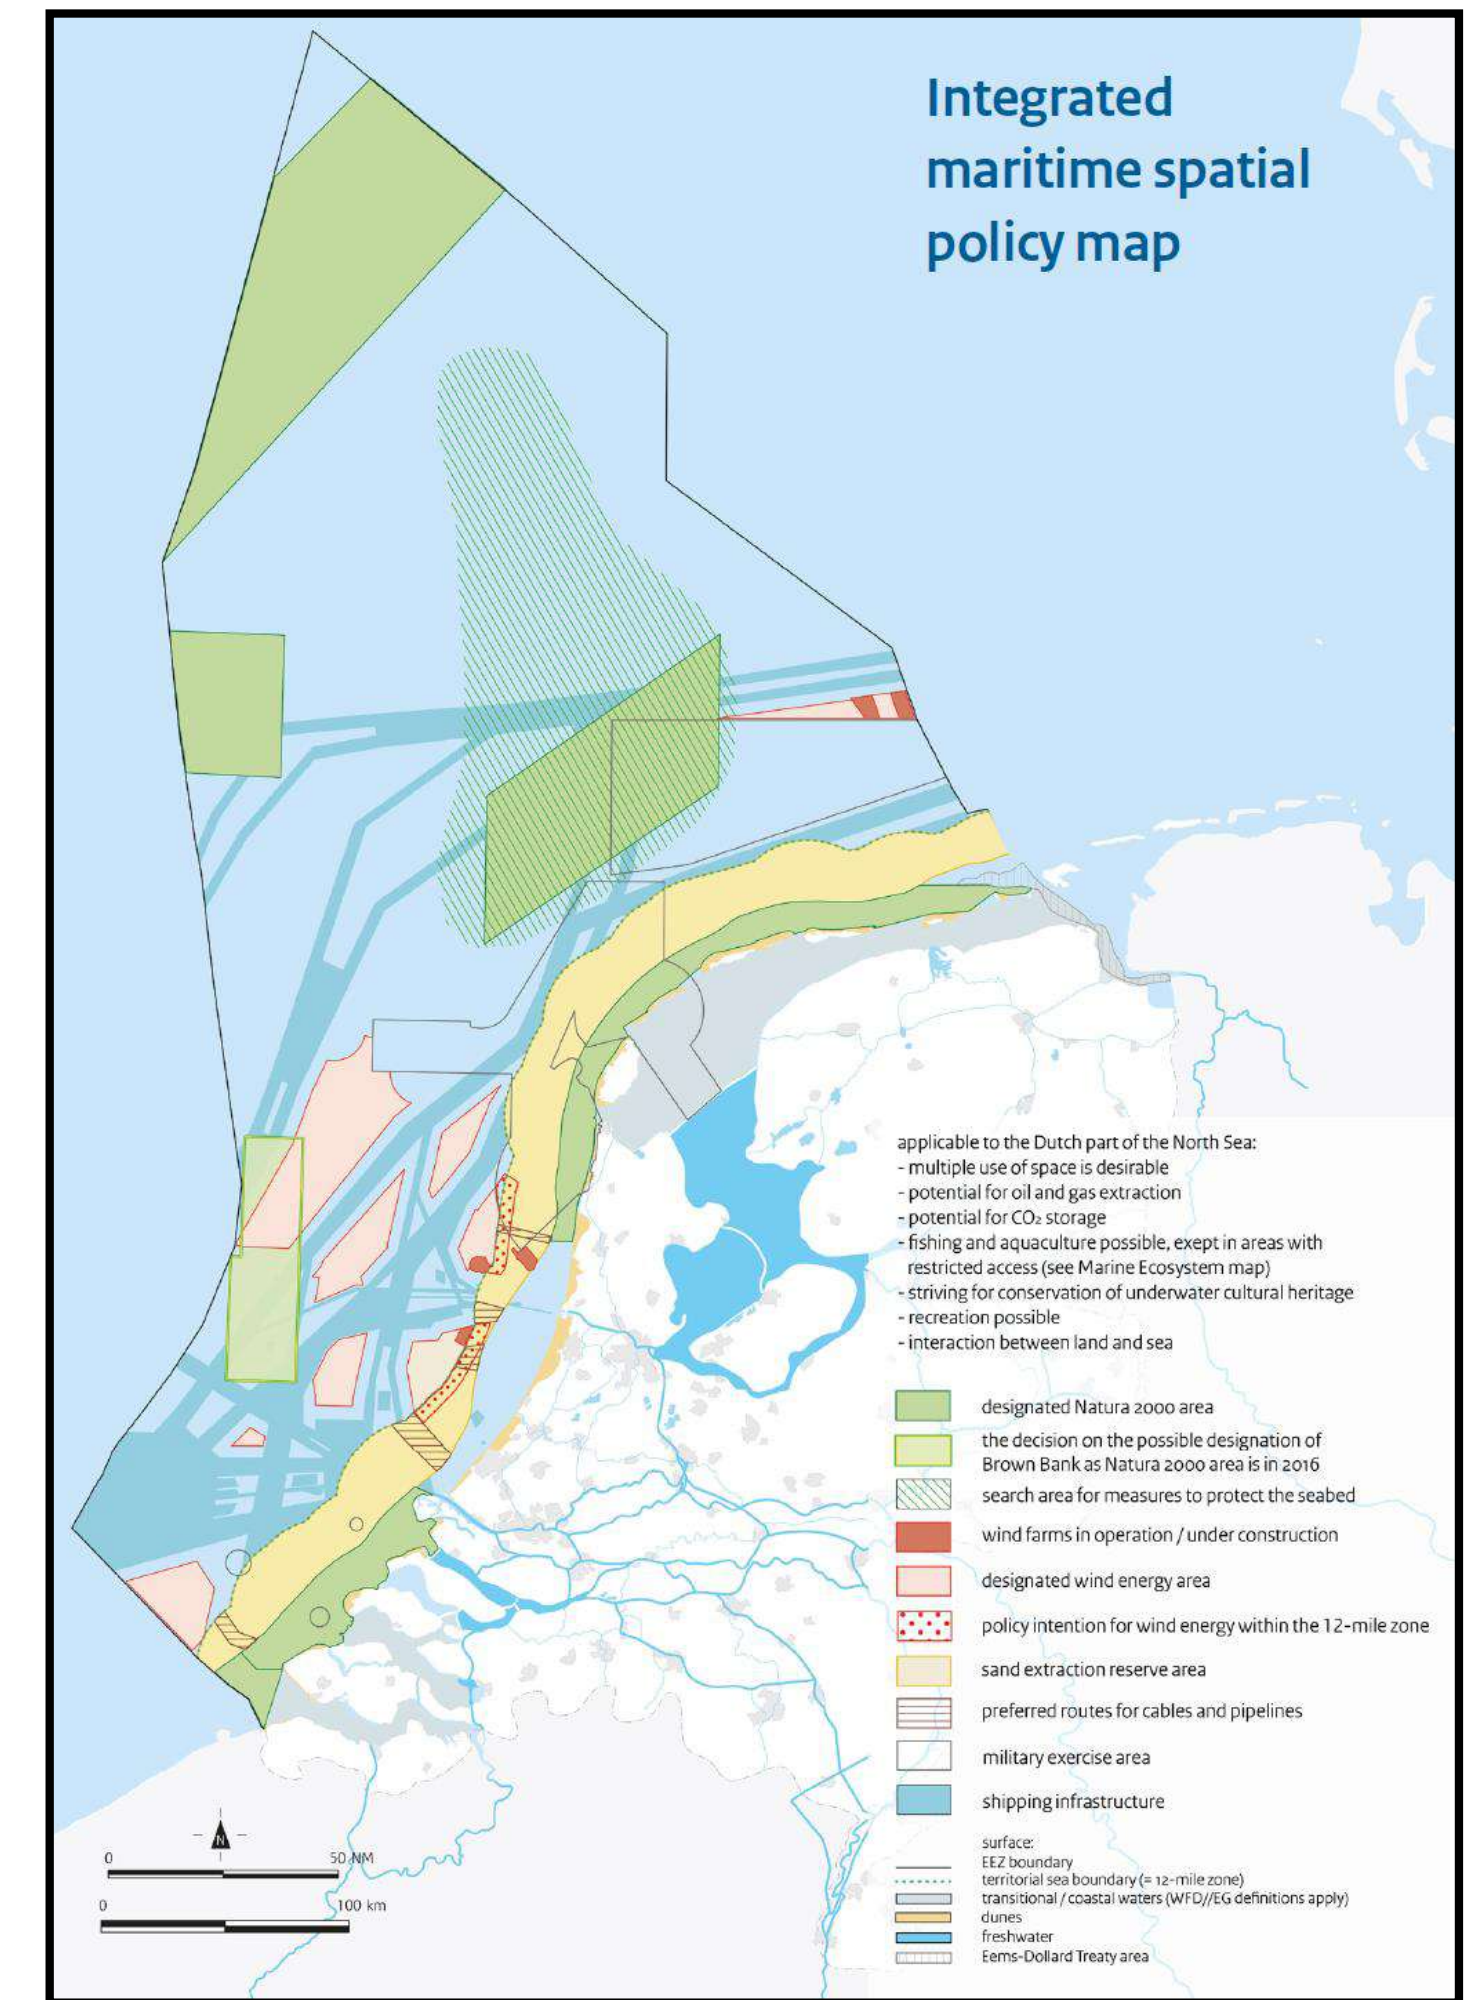 Integrated
maritime spatial
policy map
applicable to the Dutch part of the North Sea:
- multiple use of space is desirable
- potential for oil and gas extraction
- potential for CO₂ storage
- fishing and aquaculture possible, exept in areas with
restricted access (see Marine Ecosystem map)
- striving for conservation of underwater cultural heritage
- recreation possible
- interaction between land and sea
designated Natura 2000 area
the decision on the possible designation of
Brown Bank as Natura 2000 area is in 2016
search area for measures to protect the seabed
wind farms in operation / under construction
designated wind energy area
policy intention for wind energy within the 12-mile zone
sand extraction reserve area
preferred routes for cables and pipelines
military exercise area
shipping infrastructure
surface:
EEZ boundary
territorial sea boundary (= 12-mile zone)
transitional / coastal waters (WFD//EG definitions apply)
dunes
freshwater
Eems-Dollard Treaty area
N
0 50 NM
0 100 km